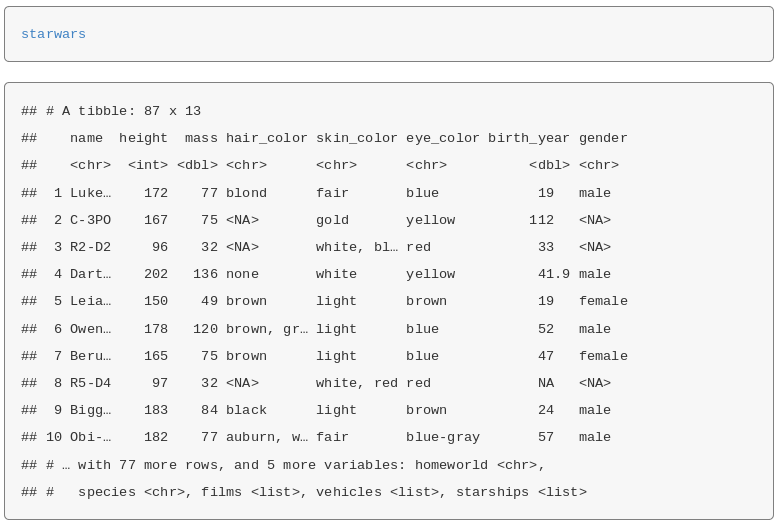 starwars
## # A tibble: 87 x 13
##    name  height  mass hair_color skin_color eye_color birth_year gender
##    <chr>  <int> <dbl> <chr>      <chr>      <chr>          <dbl> <chr>
##  1 Luke…    172    77 blond      fair       blue            19   male
##  2 C-3PO    167    75 <NA>       gold       yellow         112   <NA>
##  3 R2-D2     96    32 <NA>       white, bl… red             33   <NA>
##  4 Dart…    202   136 none       white      yellow          41.9 male
##  5 Leia…    150    49 brown      light      brown           19   female
##  6 Owen…    178   120 brown, gr… light      blue            52   male
##  7 Beru…    165    75 brown      light      blue            47   female
##  8 R5-D4     97    32 <NA>       white, red red             NA   <NA>
##  9 Bigg…    183    84 black      light      brown           24   male
## 10 Obi-…    182    77 auburn, w… fair       blue-gray       57   male
## # … with 77 more rows, and 5 more variables: homeworld <chr>,
## #   species <chr>, films <list>, vehicles <list>, starships <list>